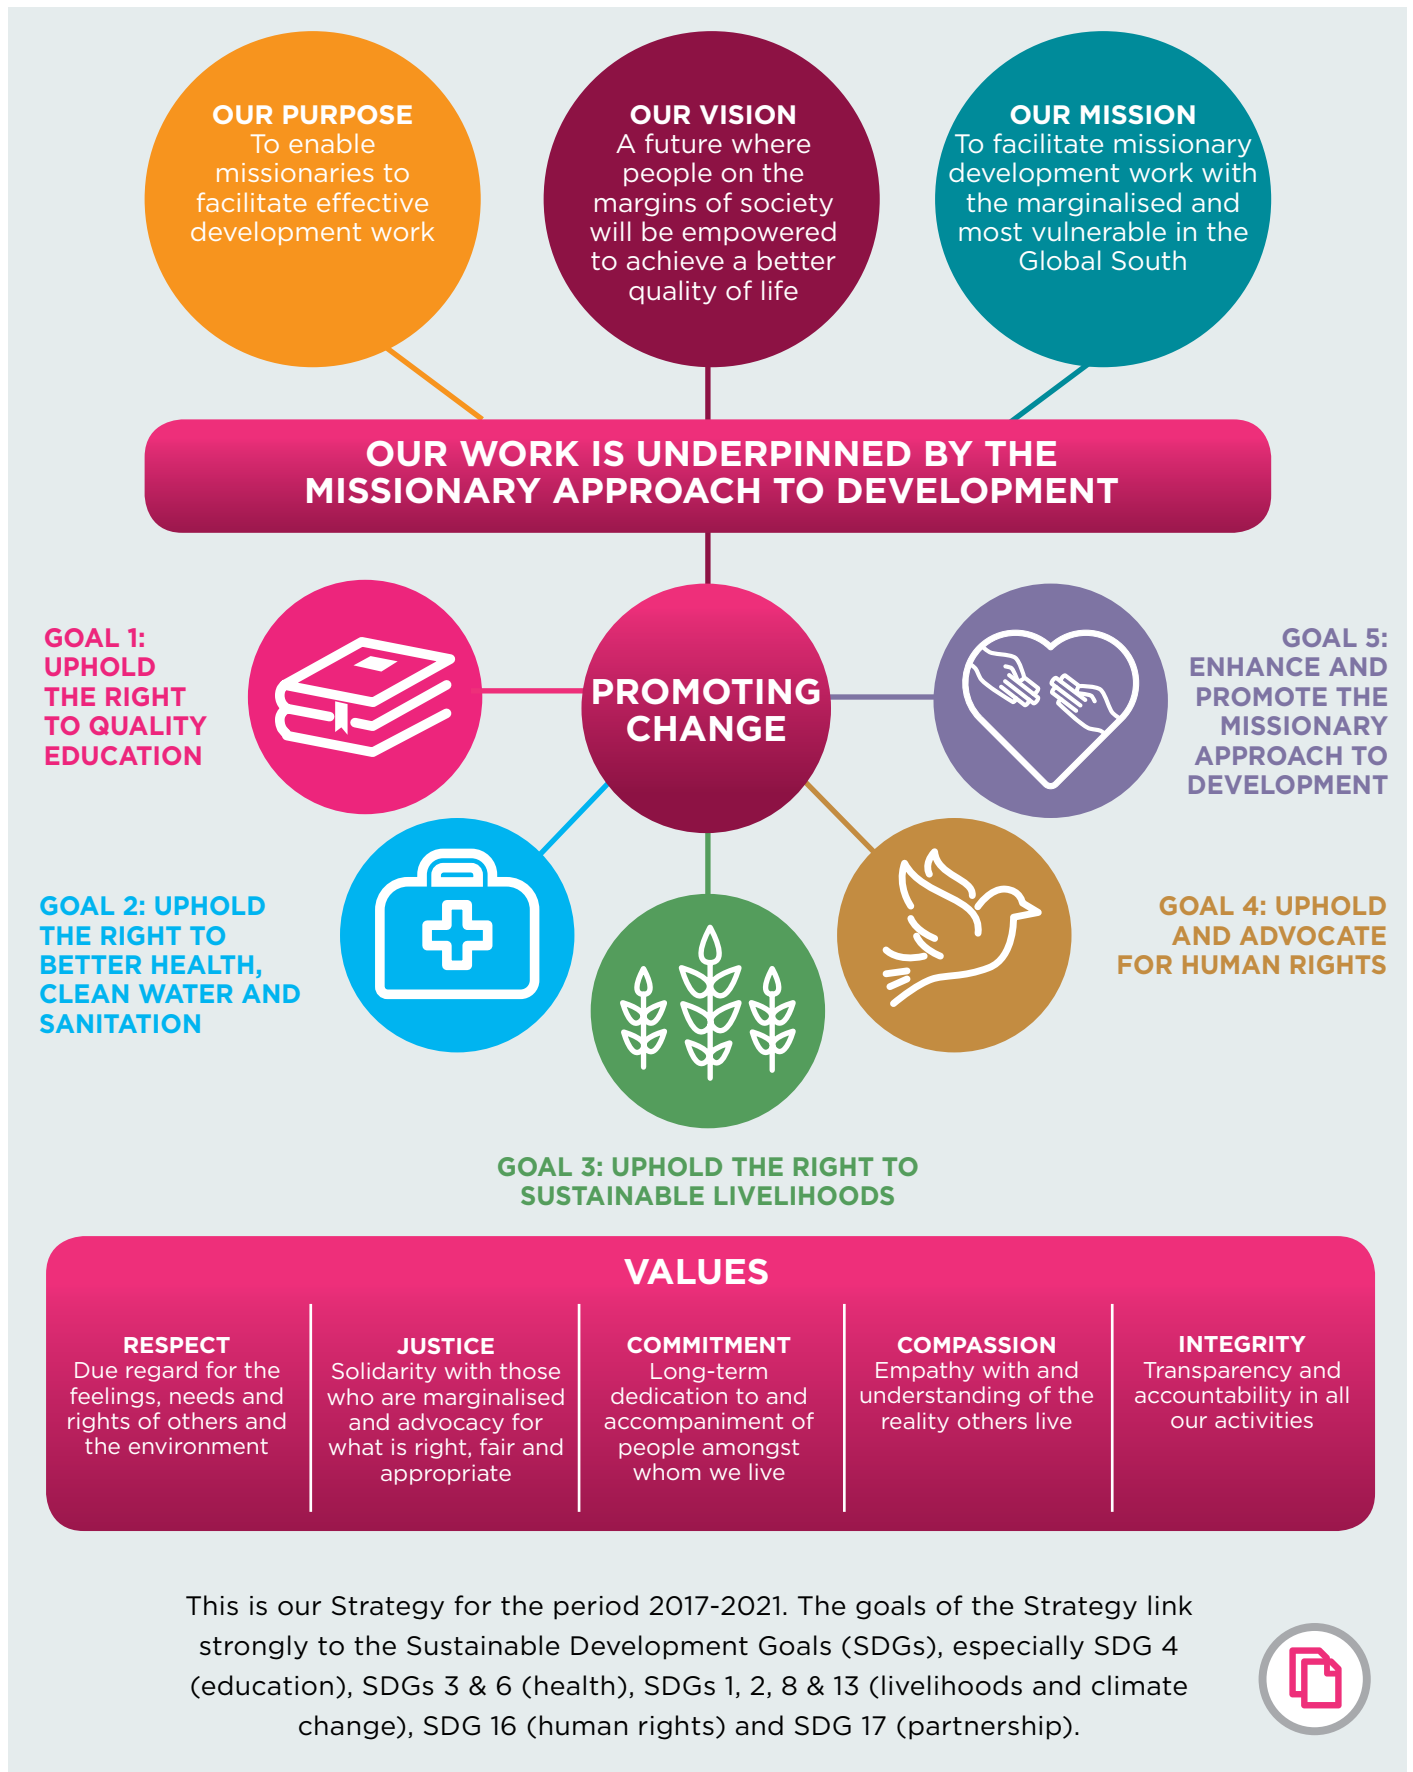 OUR PURPOSE
To enable
missionaries to
facilitate effective
development work
OUR VISION
A future where
people on the
margins of society
will be empowered
to achieve a better
quality of life
OUR MISSION
To facilitate missionary
development work with
the marginalised and
most vulnerable in the
Global South
OUR WORK IS UNDERPINNED BY THE
MISSIONARY APPROACH TO DEVELOPMENT
PROMOTING
CHANGE
GOAL 1:
UPHOLD
THE RIGHT
TO QUALITY
EDUCATION
GOAL 2: UPHOLD
THE RIGHT TO
BETTER HEALTH,
CLEAN WATER AND
SANITATION
GOAL 3: UPHOLD THE RIGHT TO
SUSTAINABLE LIVELIHOODS
GOAL 4: UPHOLD
AND ADVOCATE
FOR HUMAN RIGHTS
GOAL 5:
ENHANCE AND
PROMOTE THE
MISSIONARY
APPROACH TO
DEVELOPMENT
VALUES
RESPECT
Due regard for the
feelings, needs and
rights of others and
the environment
JUSTICE
Solidarity with those
who are marginalised
and advocacy for
what is right, fair and
appropriate
COMMITMENT
Long-term
dedication to and
accompaniment of
people amongst
whom we live
COMPASSION
Empathy with and
understanding of the
reality others live
INTEGRITY
Transparency and
accountability in all
our activities
This is our Strategy for the period 2017-2021. The goals of the Strategy link
strongly to the Sustainable Development Goals (SDGs), especially SDG 4
(education), SDGs 3 & 6 (health), SDGs 1, 2, 8 & 13 (livelihoods and climate
change), SDG 16 (human rights) and SDG 17 (partnership).